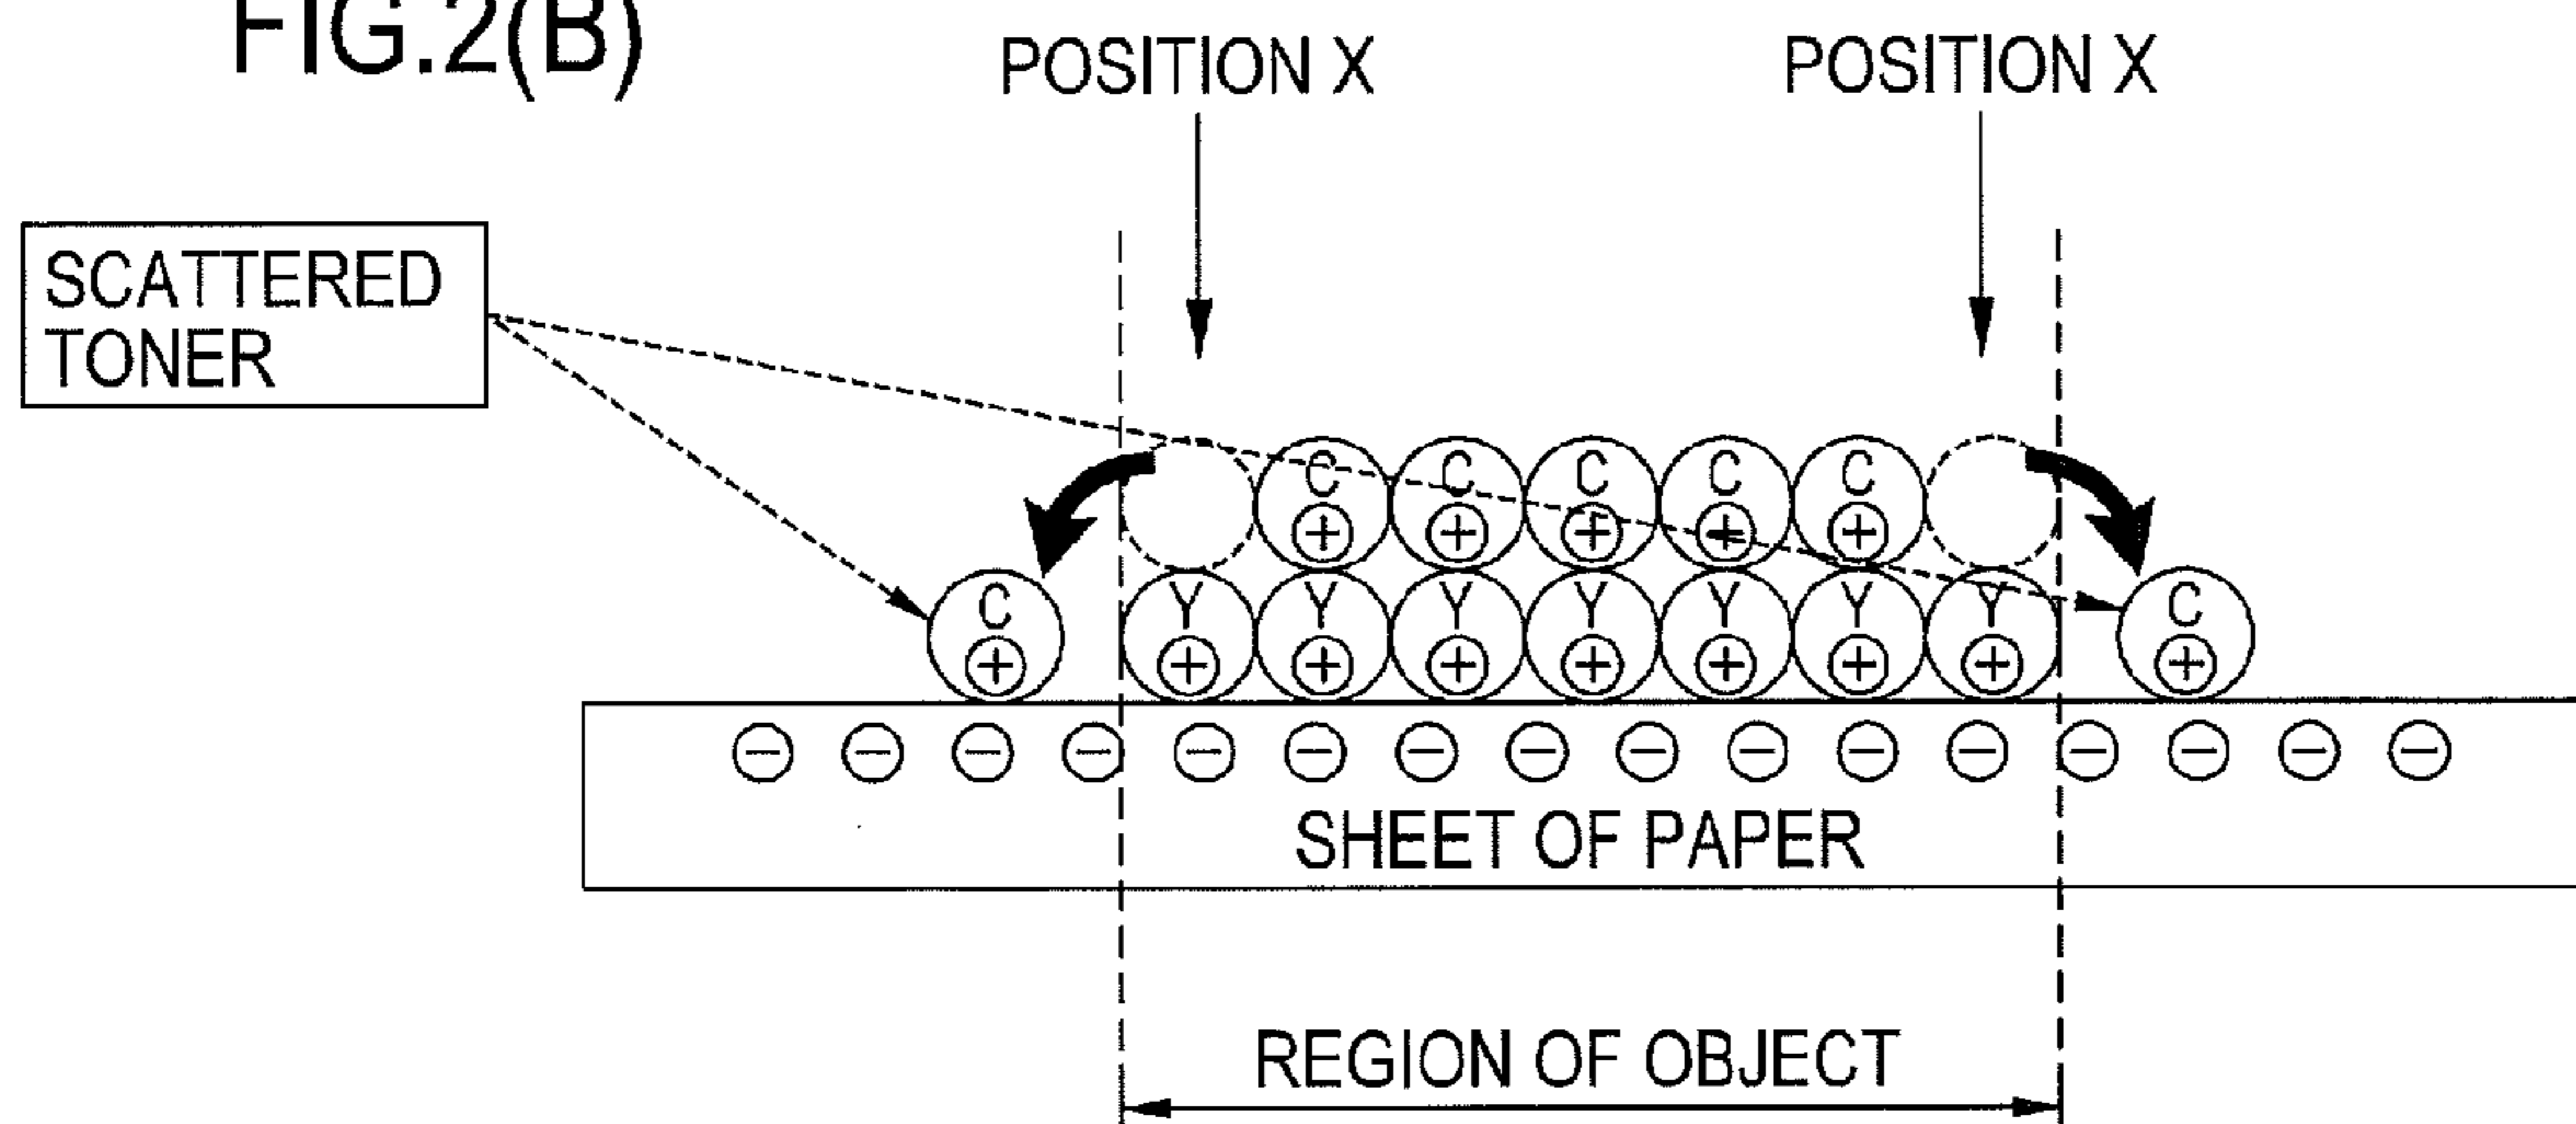 FIG.2(B)
POSITION X
POSITION X
SCATTERED
TONER
C C C C C
+ + + + +
C Y Y Y Y Y Y Y C
+ + + + + + + + +
− − − − − − − − − − − − − − − −
SHEET OF PAPER
REGION OF OBJECT